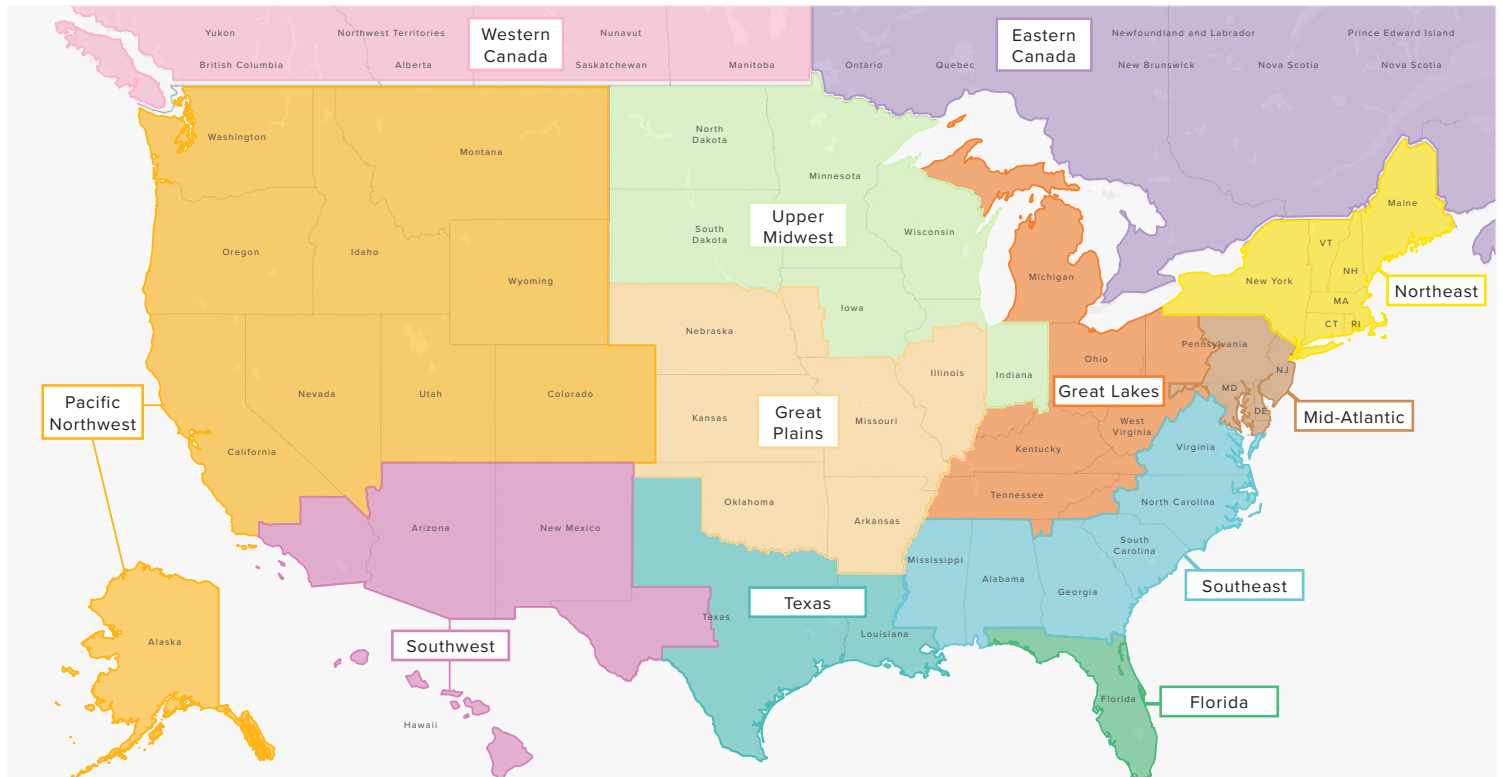 Yukon
Northwest Territories
Western
Canada
Nunavut
British Columbia
Alberta
Saskatchewan
Manitoba
Eastern
Canada
Newfoundland and Labrador
Prince Edward Island
Ontario
Quebec
New Brunswick
Nova Scotia
Nova Scotia
Washington
Montana
North
Dakota
Minnesota
Oregon
Idaho
Wyoming
South
Dakota
Upper
Midwest
Wisconsin
Michigan
Maine
VT
NH
New York
MA
CT
RI
Northeast
Iowa
Nebraska
Illinois
Indiana
Ohio
Pennsylvania
NJ
MD
DE
Great Lakes
Mid-Atlantic
Pacific
Northwest
Nevada
Utah
Colorado
California
Kansas
Great
Plains
Missouri
West
Virginia
Kentucky
Virginia
Tennessee
North Carolina
Oklahoma
Arkansas
Arizona
New Mexico
South
Carolina
Mississippi
Alabama
Georgia
Southeast
Texas
Texas
Louisiana
Alaska
Southwest
Hawaii
Florida
Florida